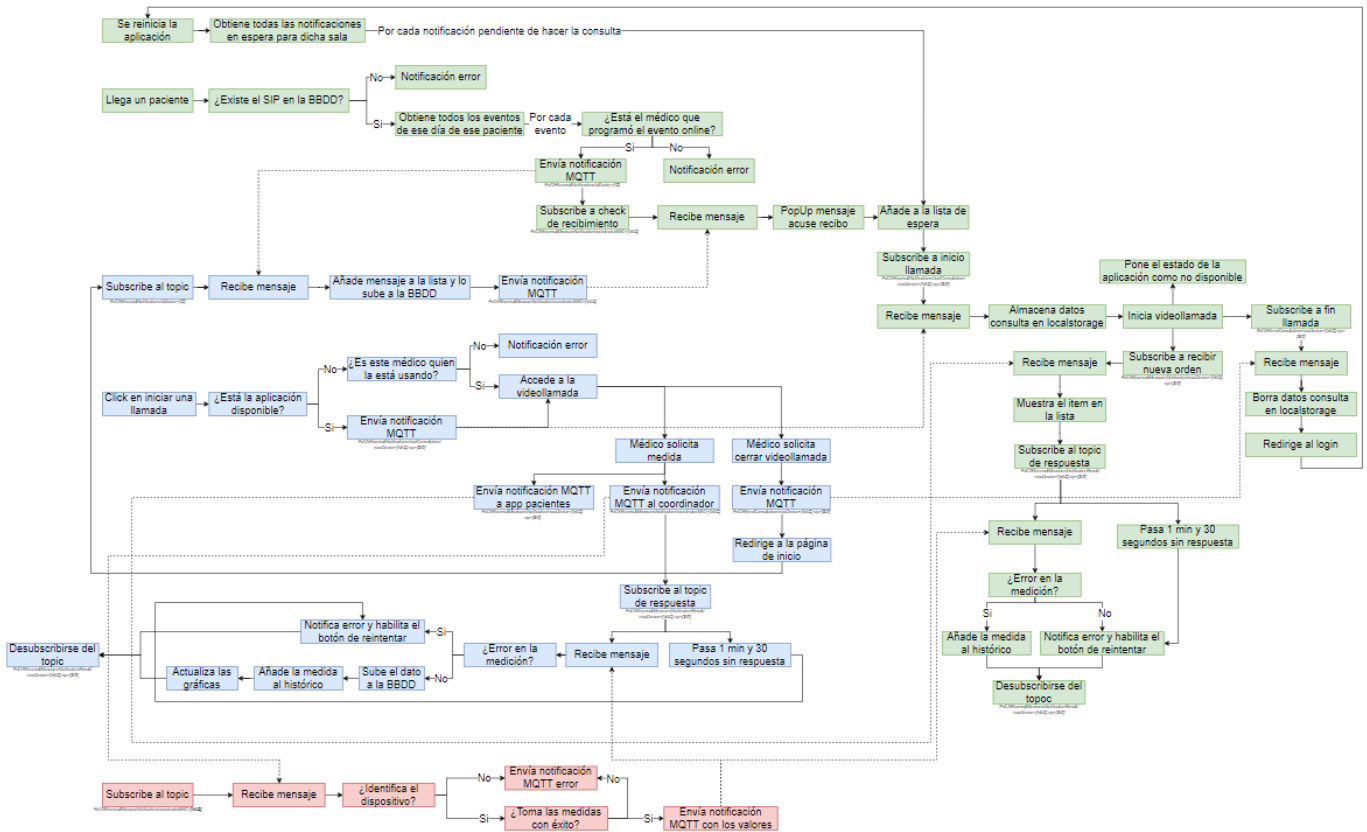 Se reinicia la
aplicación
Obtiene todas las notificaciones
en espera para dicha sala
Por cada notificación pendiente de hacer la consulta
No
Notificación error
Llega un paciente
¿Existe el SIP en la BBDD?
Si
Obtiene todos los eventos
de ese día de ese paciente
Por cada
evento
¿Está el médico que
programó el evento online?
Si
No
Envía notificación
MQTT
Notificación error
Subscribe a check
de recibimiento
Recibe mensaje
PopUp mensaje
acuse recibo
Añade a la lista de
espera
Subscribe a inicio
llamada
Pone el estado de la
aplicación como no disponible
Subscribe al topic
Recibe mensaje
Añade mensaje a la lista y lo
sube a la BBDD
Envía notificación
MQTT
Recibe mensaje
Almacena datos
consulta en localstorage
Inicia videollamada
Subscribe a fin
llamada
No
Notificación error
¿Es este médico quien
la está usando?
No
Si
Accede a la
videollamada
Recibe mensaje
Subscribe a recibir
nueva orden
Recibe mensaje
Click en iniciar una
llamada
¿Está la aplicación
disponible?
Si
Envía notificación
MQTT
Muestra el item en
la lista
Borra datos consulta
en localstorage
Médico solicita
medida
Médico solicita
cerrar videollamada
Subscribe al topic
de respuesta
Redirige al login
Envía notificación MQTT
a app pacientes
Envía notificación
MQTT al coordinador
Envía notificación
MQTT
Recibe mensaje
Pasa 1 min y 30
segundos sin respuesta
Redirige a la página
de inicio
Subscribe al topic
de respuesta
¿Error en la
medición?
Si
No
Notifica error y habilita el
botón de reintentar
Si
Añade la medida
al histórico
Notifica error y habilita el
botón de reintentar
Desubscribirse del
topic
¿Error en la
medición?
Recibe mensaje
Pasa 1 min y 30
segundos sin respuesta
Actualiza las
gráficas
Añade la medida
al histórico
Sube el dato
a la BBDD
No
Desubscribirse del
topoc
Subscribe al topic
Recibe mensaje
¿Identifica el
dispositivo?
No
Envía notificación
MQTT error
No
Si
¿Toma las medidas
con éxito?
Si
Envía notificación
MQTT con los valores